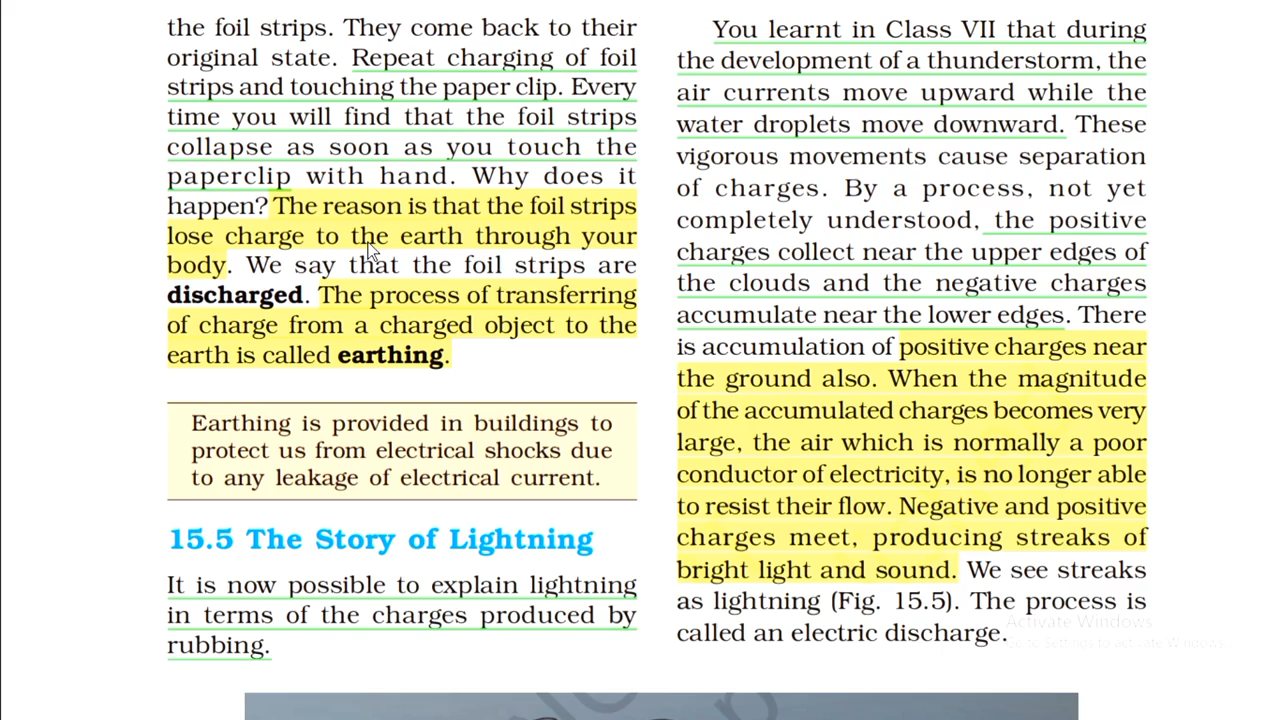 the foil strips. They come back to their
original state. Repeat charging of foil
strips and touching the paper clip. Every
time you will find that the foil strips
collapse as soon as you touch the
paperclip with hand. Why does it
happen? The reason is that the foil strips
lose charge to the earth through your
body. We say that the foil strips are
discharged. The process of transferring
of charge from a charged object to the
earth is called earthing.
Earthing is provided in buildings to
protect us from electrical shocks due
to any leakage of electrical current.
15.5 The Story of Lightning
It is now possible to explain lightning
in terms of the charges produced by
rubbing.
You learnt in Class VII that during
the development of a thunderstorm, the
air currents move upward while the
water droplets move downward. These
vigorous movements cause separation
of charges. By a process, not yet
completely understood, the positive
charges collect near the upper edges of
the clouds and the negative charges
accumulate near the lower edges. There
is accumulation of positive charges near
the ground also. When the magnitude
of the accumulated charges becomes very
large, the air which is normally a poor
conductor of electricity, is no longer able
to resist their flow. Negative and positive
charges meet, producing streaks of
bright light and sound. We see streaks
as lightning (Fig. 15.5). The process is
called an electric discharge.
Activate Windows
Go to Settings to activate Windows.